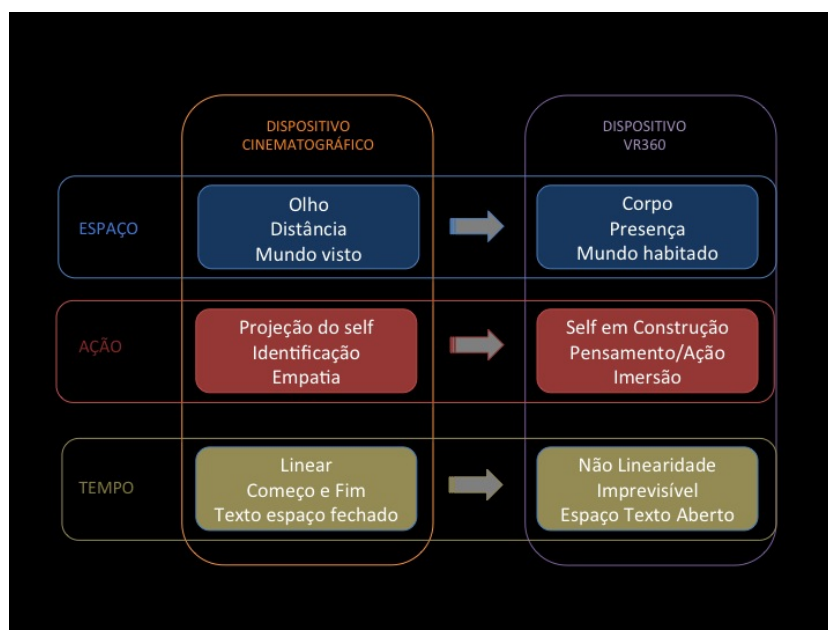 DISPOSITIVO
CINEMATOGRÁFICO
DISPOSITIVO
VR360
ESPAÇO
Olho
Distância
Mundo visto
Corpo
Presença
Mundo habitado
AÇÃO
Projeção do self
Identificação
Empatia
Self em Construção
Pensamento/Ação
Imersão
TEMPO
Linear
Começo e Fim
Texto espaço fechado
Não Linearidade
Imprevisível
Espaço Texto Aberto